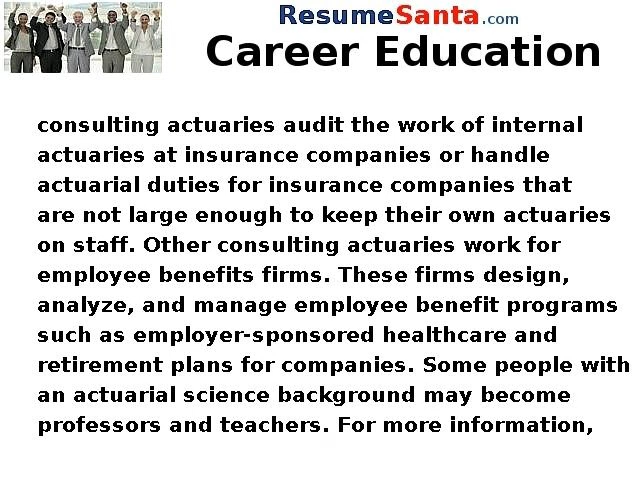 ResumeSanta.com
Career Education
consulting actuaries audit the work of internal
actuaries at insurance companies or handle
actuarial duties for insurance companies that
are not large enough to keep their own actuaries
on staff. Other consulting actuaries work for
employee benefits firms. These firms design,
analyze, and manage employee benefit programs
such as employer-sponsored healthcare and
retirement plans for companies. Some people with
an actuarial science background may become
professors and teachers. For more information,